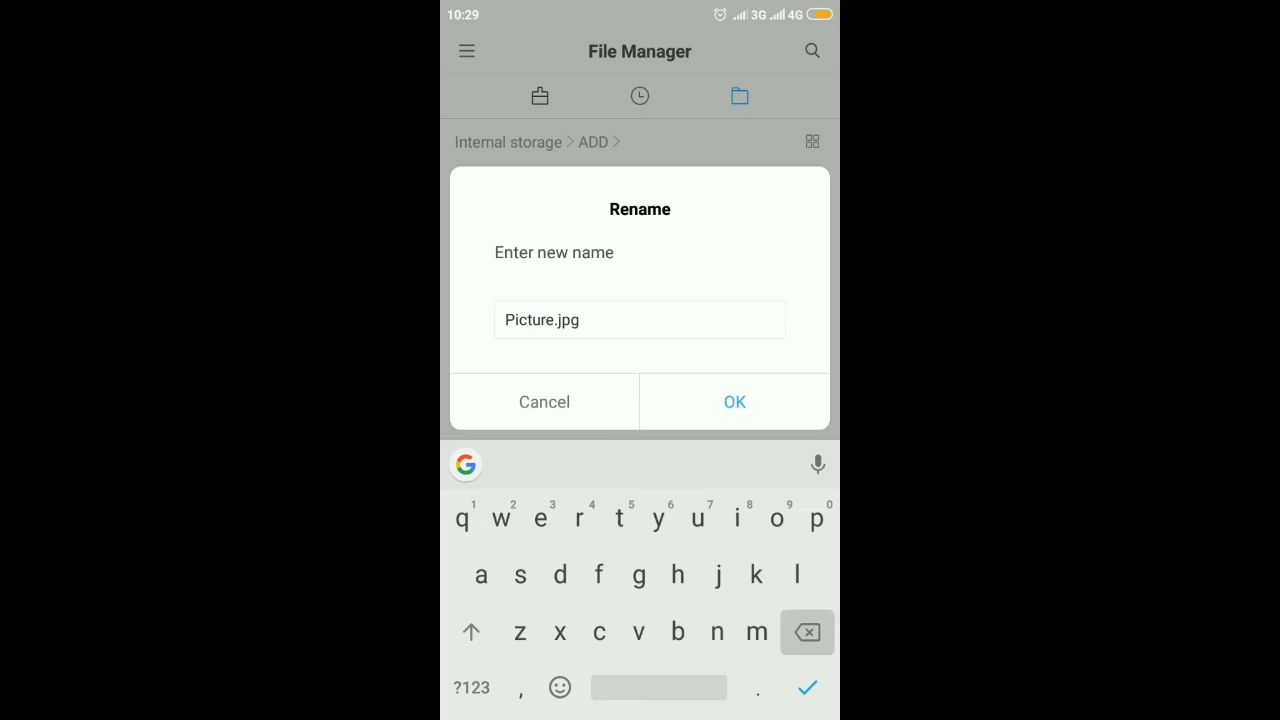 10:29 3G 4G
File Manager
Internal storage > ADD >
Rename
Enter new name
Picture.jpg
Cancel OK
G
1 2 3 4 5 6 7 8 9 0
q w e r t y u i o p
a s d f g h j k l
z x c v b n m
?123 , .